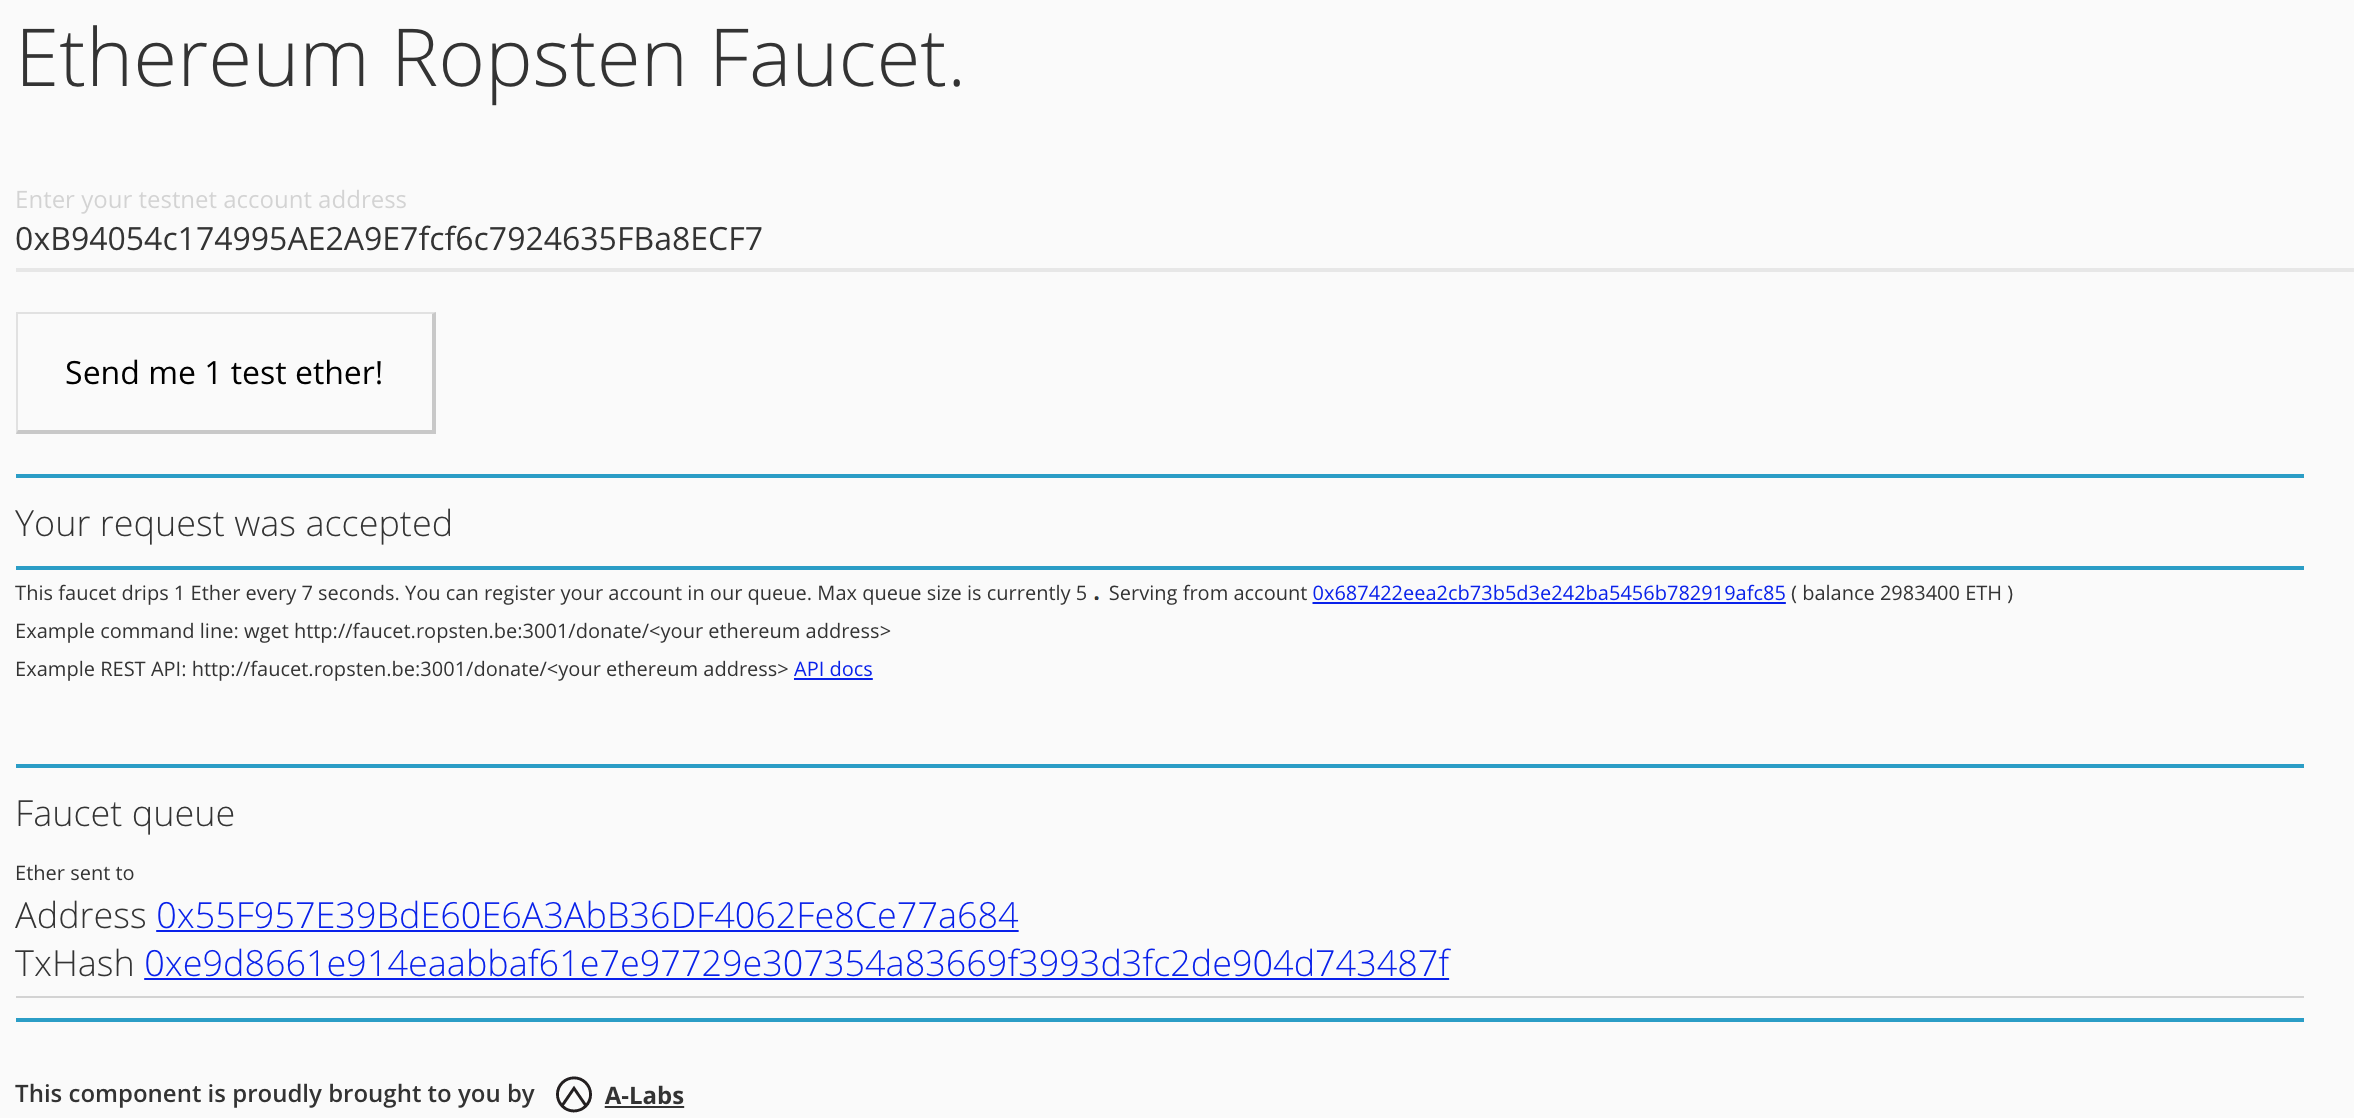 Ethereum Ropsten Faucet.
Enter your testnet account address
0xB94054c174995AE2A9E7fcf6c7924635FBa8ECF7
Send me 1 test ether!
Your request was accepted
This faucet drips 1 Ether every 7 seconds. You can register your account in our queue. Max queue size is currently 5 . Serving from account 0x687422eea2cb73b5d3e242ba5456b782919afc85 ( balance 2983400 ETH )
Example command line: wget http://faucet.ropsten.be:3001/donate/<your ethereum address>
Example REST API: http://faucet.ropsten.be:3001/donate/<your ethereum address> API docs
Faucet queue
Ether sent to
Address 0x55F957E39BdE60E6A3AbB36DF4062Fe8Ce77a684
TxHash 0xe9d8661e914eaabbaf61e7e97729e307354a83669f3993d3fc2de904d743487f
This component is proudly brought to you by A-Labs